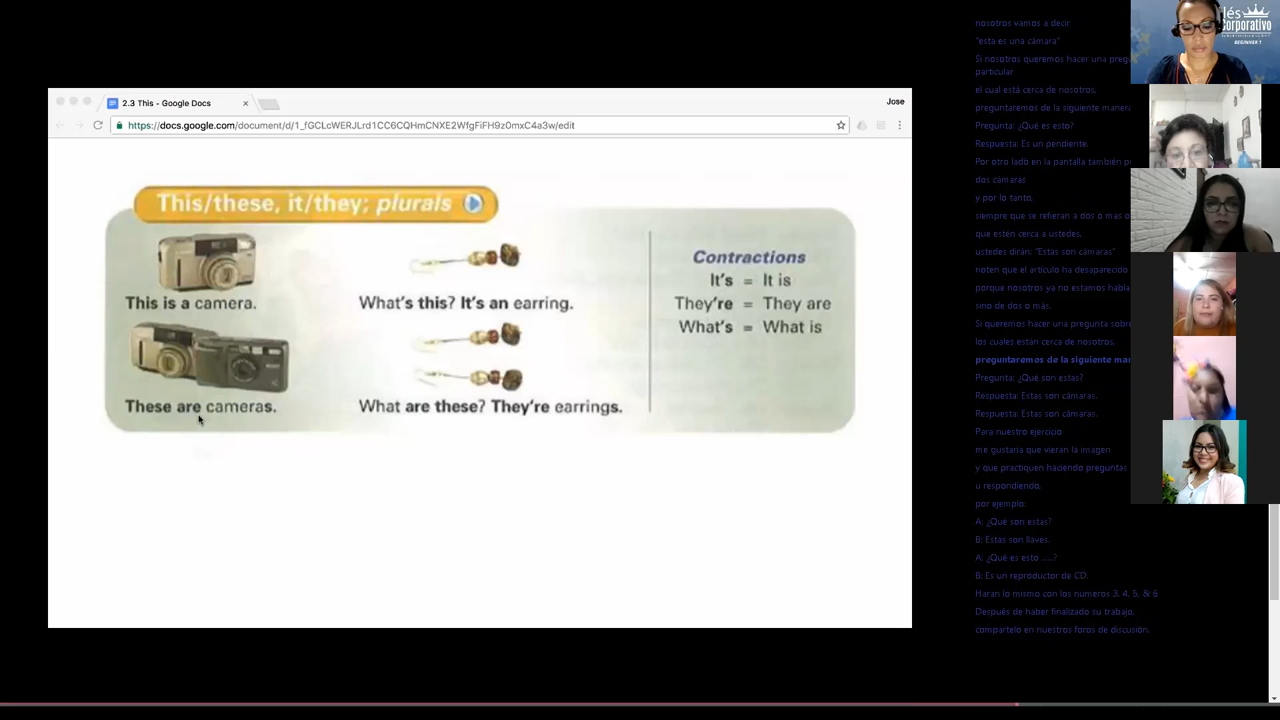 2.3 This - Google Docs
Jose
https://docs.google.com/document/d/1_fGCLcWERJLrd1CC6CQHmCNXE2WfgFiFH9z0mxC4a3w/edit
This/these, it/they; plurals
This is a camera.
What's this? It's an earring.
These are cameras.
What are these? They're earrings.
Contractions
It's = It is
They're = They are
What's = What is
nosotros vamos a decir
"esta es una cámara"
Si nosotros queremos hacer una
particular
el cual está cerca de nosotros,
preguntaremos de la siguiente manera
Pregunta: ¿Qué es esto?
Respuesta: Es un pendiente.
Por otro lado en la pantalla también
dos cámaras
y por lo tanto,
siempre que se refieran a dos o mas
que estén cerca a ustedes,
ustedes dirán: "Estas son cámaras"
noten que el artículo ha desaparecido
porque nosotros ya no estamos
sino de dos o más.
Si queremos hacer una pregunta
los cuales están cerca de nosotros,
preguntaremos de la siguiente
Pregunta: ¿Qué son estas?
Respuesta: Estas son cámaras.
Respuesta: Estas son cámaras.
Para nuestro ejercicio
me gustaría que vieran la imagen
y que practiquen haciendo preguntas
u respondiendo,
por ejemplo:
A: ¿Qué son estas?
B: Estas son llaves.
A: ¿Qué es esto .....?
B: Es un reproductor de CD.
Haran lo mismo con los numeros 3, 4, 5, & 6
Después de haber finalizado su trabajo,
compartelo en nuestros foros de discusión.
lés
Corporativo
BEGINNER 1